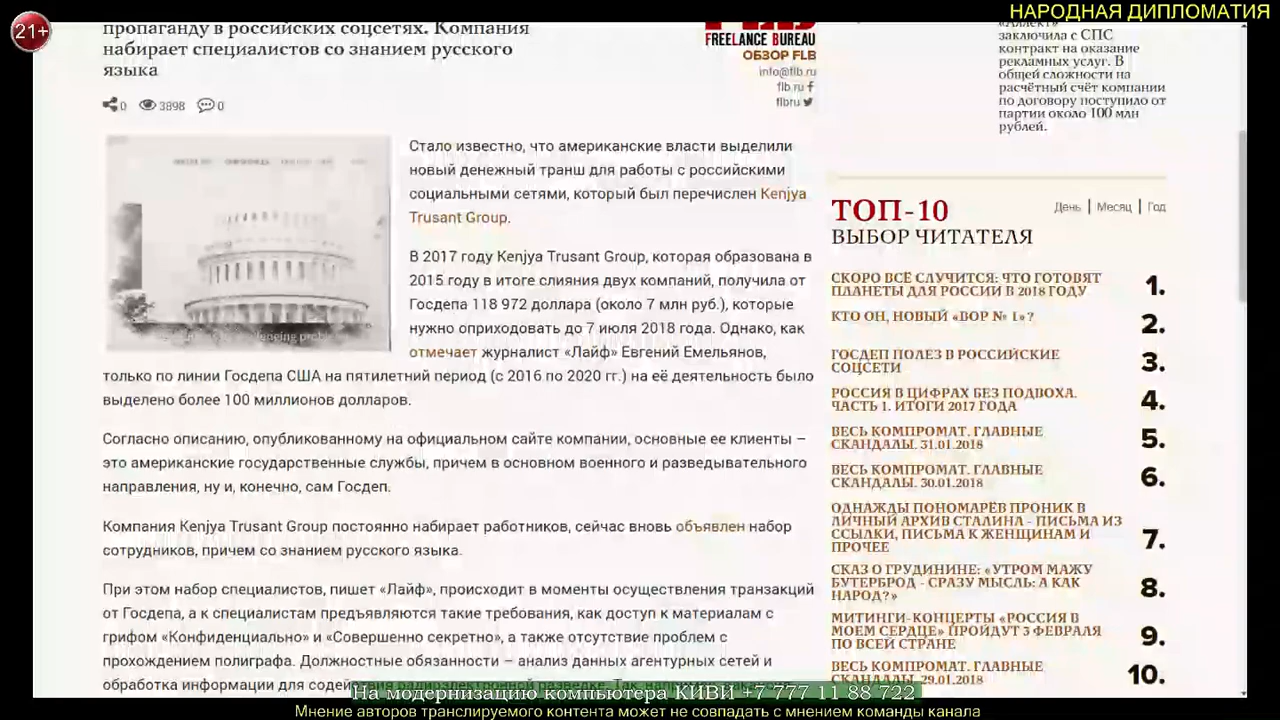 21+
НАРОДНАЯ ДИПЛОМАТИЯ
пропаганду в российских соцсетях. Компания
набирает специалистов со знанием русского
языка
0 3898 0
FREELANCE BUREAU
ОБЗОР FLB
info@flb.ru
flb.ru
flbru
Стало известно, что американские власти выделили
новый денежный транш для работы с российскими
социальными сетями, который был перечислен Kenjya
Trusant Group.
В 2017 году Kenjya Trusant Group, которая образована в
2015 году в итоге слияния двух компаний, получила от
Госдепа 118 972 доллара (около 7 млн руб.), которые
нужно оприходовать до 7 июля 2018 года. Однако, как
отмечает журналист «Лайф» Евгений Емельянов,
только по линии Госдепа США на пятилетний период (с 2016 по 2020 гг.) на её деятельность было
выделено более 100 миллионов долларов.
Согласно описанию, опубликованному на официальном сайте компании, основные ее клиенты –
это американские государственные службы, причем в основном военного и разведывательного
направления, ну и, конечно, сам Госдеп.
Компания Kenjya Trusant Group постоянно набирает работников, сейчас вновь объявлен набор
сотрудников, причем со знанием русского языка.
При этом набор специалистов, пишет «Лайф», происходит в моменты осуществления транзакций
от Госдепа, а к специалистам предъявляются такие требования, как доступ к материалам с
грифом «Конфиденциально» и «Совершенно секретно», а также отсутствие проблем с
прохождением полиграфа. Должностные обязанности – анализ данных агентурных сетей и
обработка информации для содействия радиоэлектронной разведке. Так,
«Аллект»
заключила с СПС
контракт на оказание
рекламных услуг. В
общей сложности на
расчётный счёт компании
по договору поступило от
партии около 100 млн
рублей.
ТОП-10
День | Месяц | Год
ВЫБОР ЧИТАТЕЛЯ
СКОРО ВСЁ СЛУЧИТСЯ: ЧТО ГОТОВЯТ
ПЛАНЕТЫ ДЛЯ РОССИИ В 2018 ГОДУ
1.
КТО ОН, НОВЫЙ «ВОР № 1»?
2.
ГОСДЕП ПОЛЕЗ В РОССИЙСКИЕ
СОЦСЕТИ
3.
РОССИЯ В ЦИФРАХ БЕЗ ПОДВОХА.
ЧАСТЬ 1. ИТОГИ 2017 ГОДА
4.
ВЕСЬ КОМПРОМАТ. ГЛАВНЫЕ
СКАНДАЛЫ. 31.01.2018
5.
ВЕСЬ КОМПРОМАТ. ГЛАВНЫЕ
СКАНДАЛЫ. 30.01.2018
6.
ОДНАЖДЫ ПОНОМАРЁВ ПРОНИК В
ЛИЧНЫЙ АРХИВ СТАЛИНА - ПИСЬМА ИЗ
ССЫЛКИ, ПИСЬМА К ЖЕНЩИНАМ И
ПРОЧЕЕ
7.
СКАЗ О ГРУДИНИНЕ: «УТРОМ МАЖУ
БУТЕРБРОД - СРАЗУ МЫСЛЬ: А КАК
НАРОД?»
8.
МИТИНГИ-КОНЦЕРТЫ «РОССИЯ В
МОЕМ СЕРДЦЕ» ПРОЙДУТ 3 ФЕВРАЛЯ
ПО ВСЕЙ СТРАНЕ
9.
ВЕСЬ КОМПРОМАТ. ГЛАВНЫЕ
СКАНДАЛЫ. 29.01.2018
10.
На модернизацию компьютера КИВИ +7 777 11 88 722
Мнение авторов транслируемого контента может не совпадать с мнением команды канала